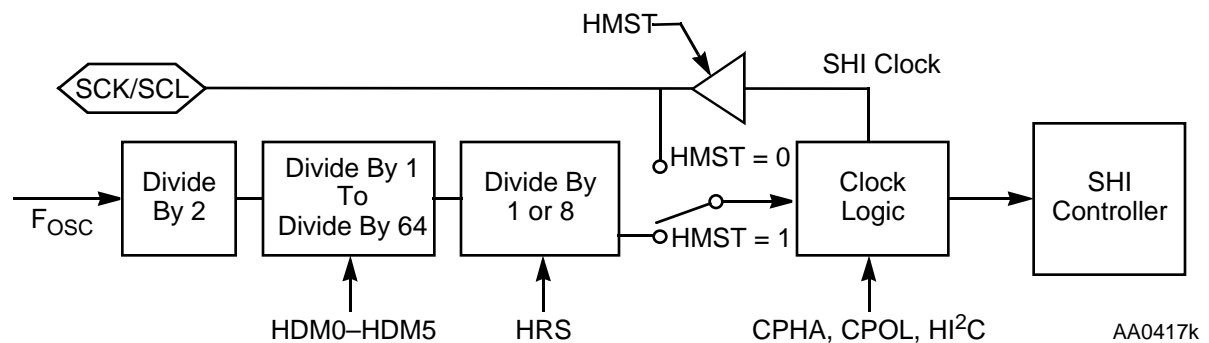 HMST
SCK/SCL
SHI Clock
HMST = 0
Divide
By 2
Divide By 1
To
Divide By 64
Divide By
1 or 8
Clock
Logic
SHI
Controller
F_OSC
HMST = 1
HDM0–HDM5
HRS
CPHA, CPOL, HI²C
AA0417k